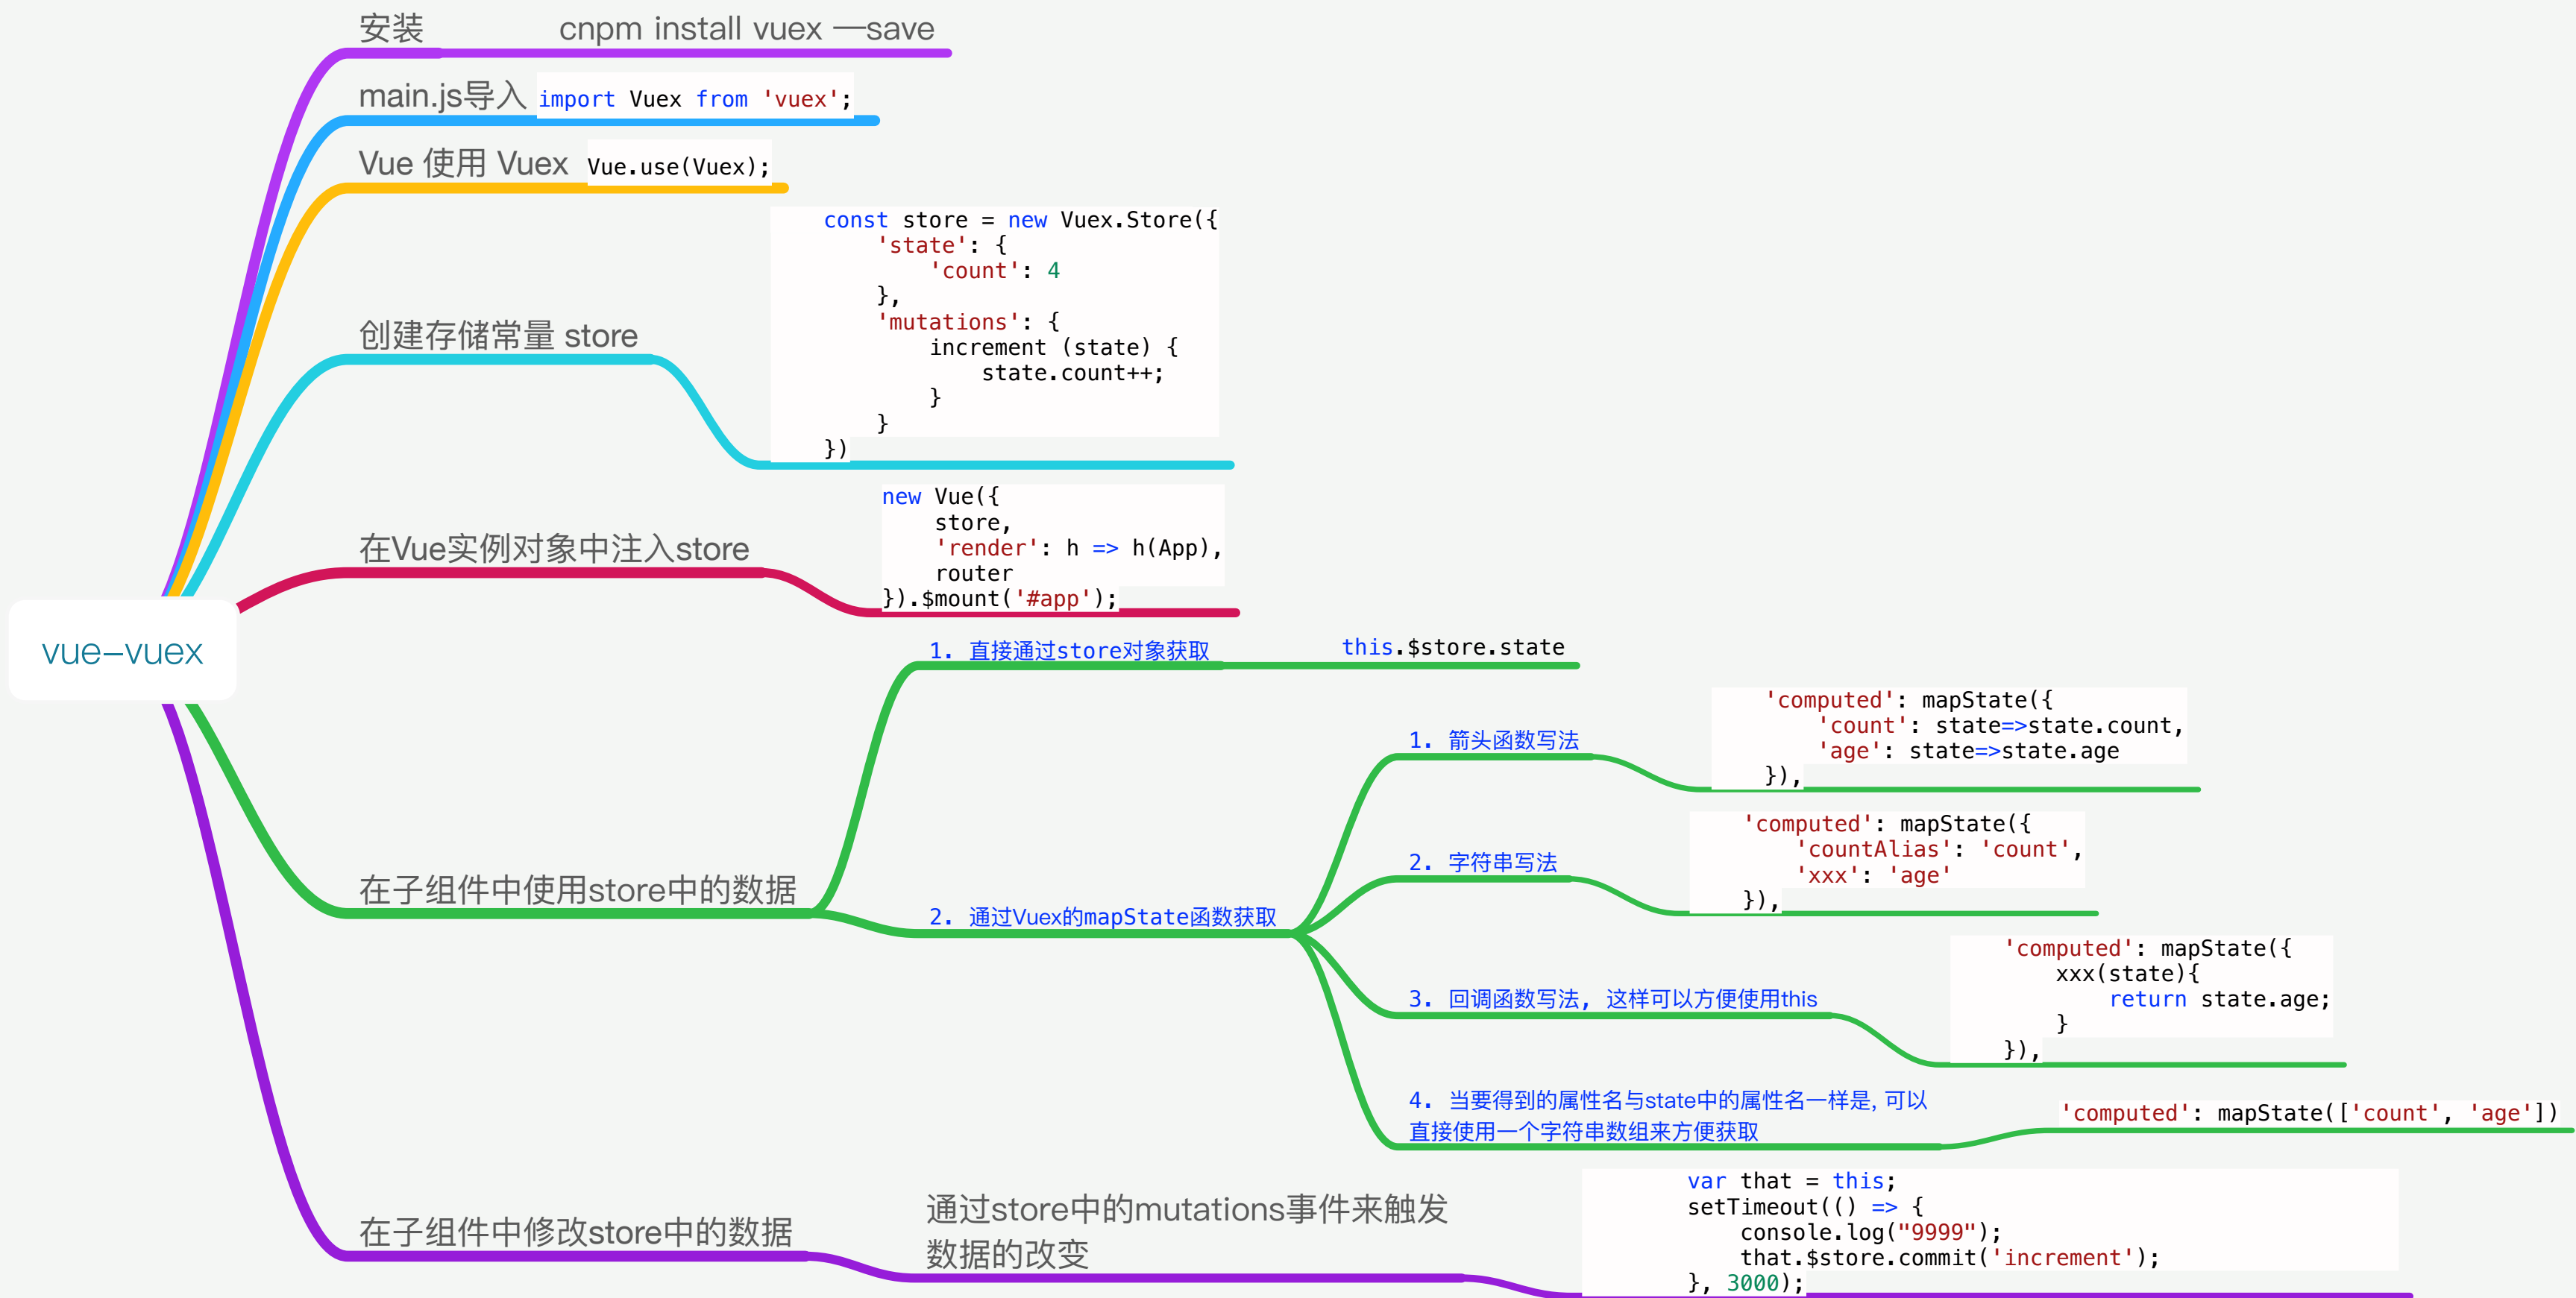 安装 cnpm install vuex —save
main.js导入 import Vuex from 'vuex';
Vue 使用 Vuex Vue.use(Vuex);
创建存储常量 store
const store = new Vuex.Store({
'state': {
'count': 4
},
'mutations': {
increment (state) {
state.count++;
}
}
})
在Vue实例对象中注入store
new Vue({
store,
'render': h => h(App),
router
}).$mount('#app');
vue-vuex
在子组件中使用store中的数据
1. 直接通过store对象获取 this.$store.state
2. 通过Vuex的mapState函数获取
1. 箭头函数写法
'computed': mapState({
'count': state=>state.count,
'age': state=>state.age
}),
2. 字符串写法
'computed': mapState({
'countAlias': 'count',
'xxx': 'age'
}),
3. 回调函数写法, 这样可以方便使用this
'computed': mapState({
xxx(state){
return state.age;
}
}),
4. 当要得到的属性名与state中的属性名一样是, 可以
直接使用一个字符串数组来方便获取
'computed': mapState(['count', 'age'])
在子组件中修改store中的数据
通过store中的mutations事件来触发
数据的改变
var that = this;
setTimeout(() => {
console.log("9999");
that.$store.commit('increment');
}, 3000);